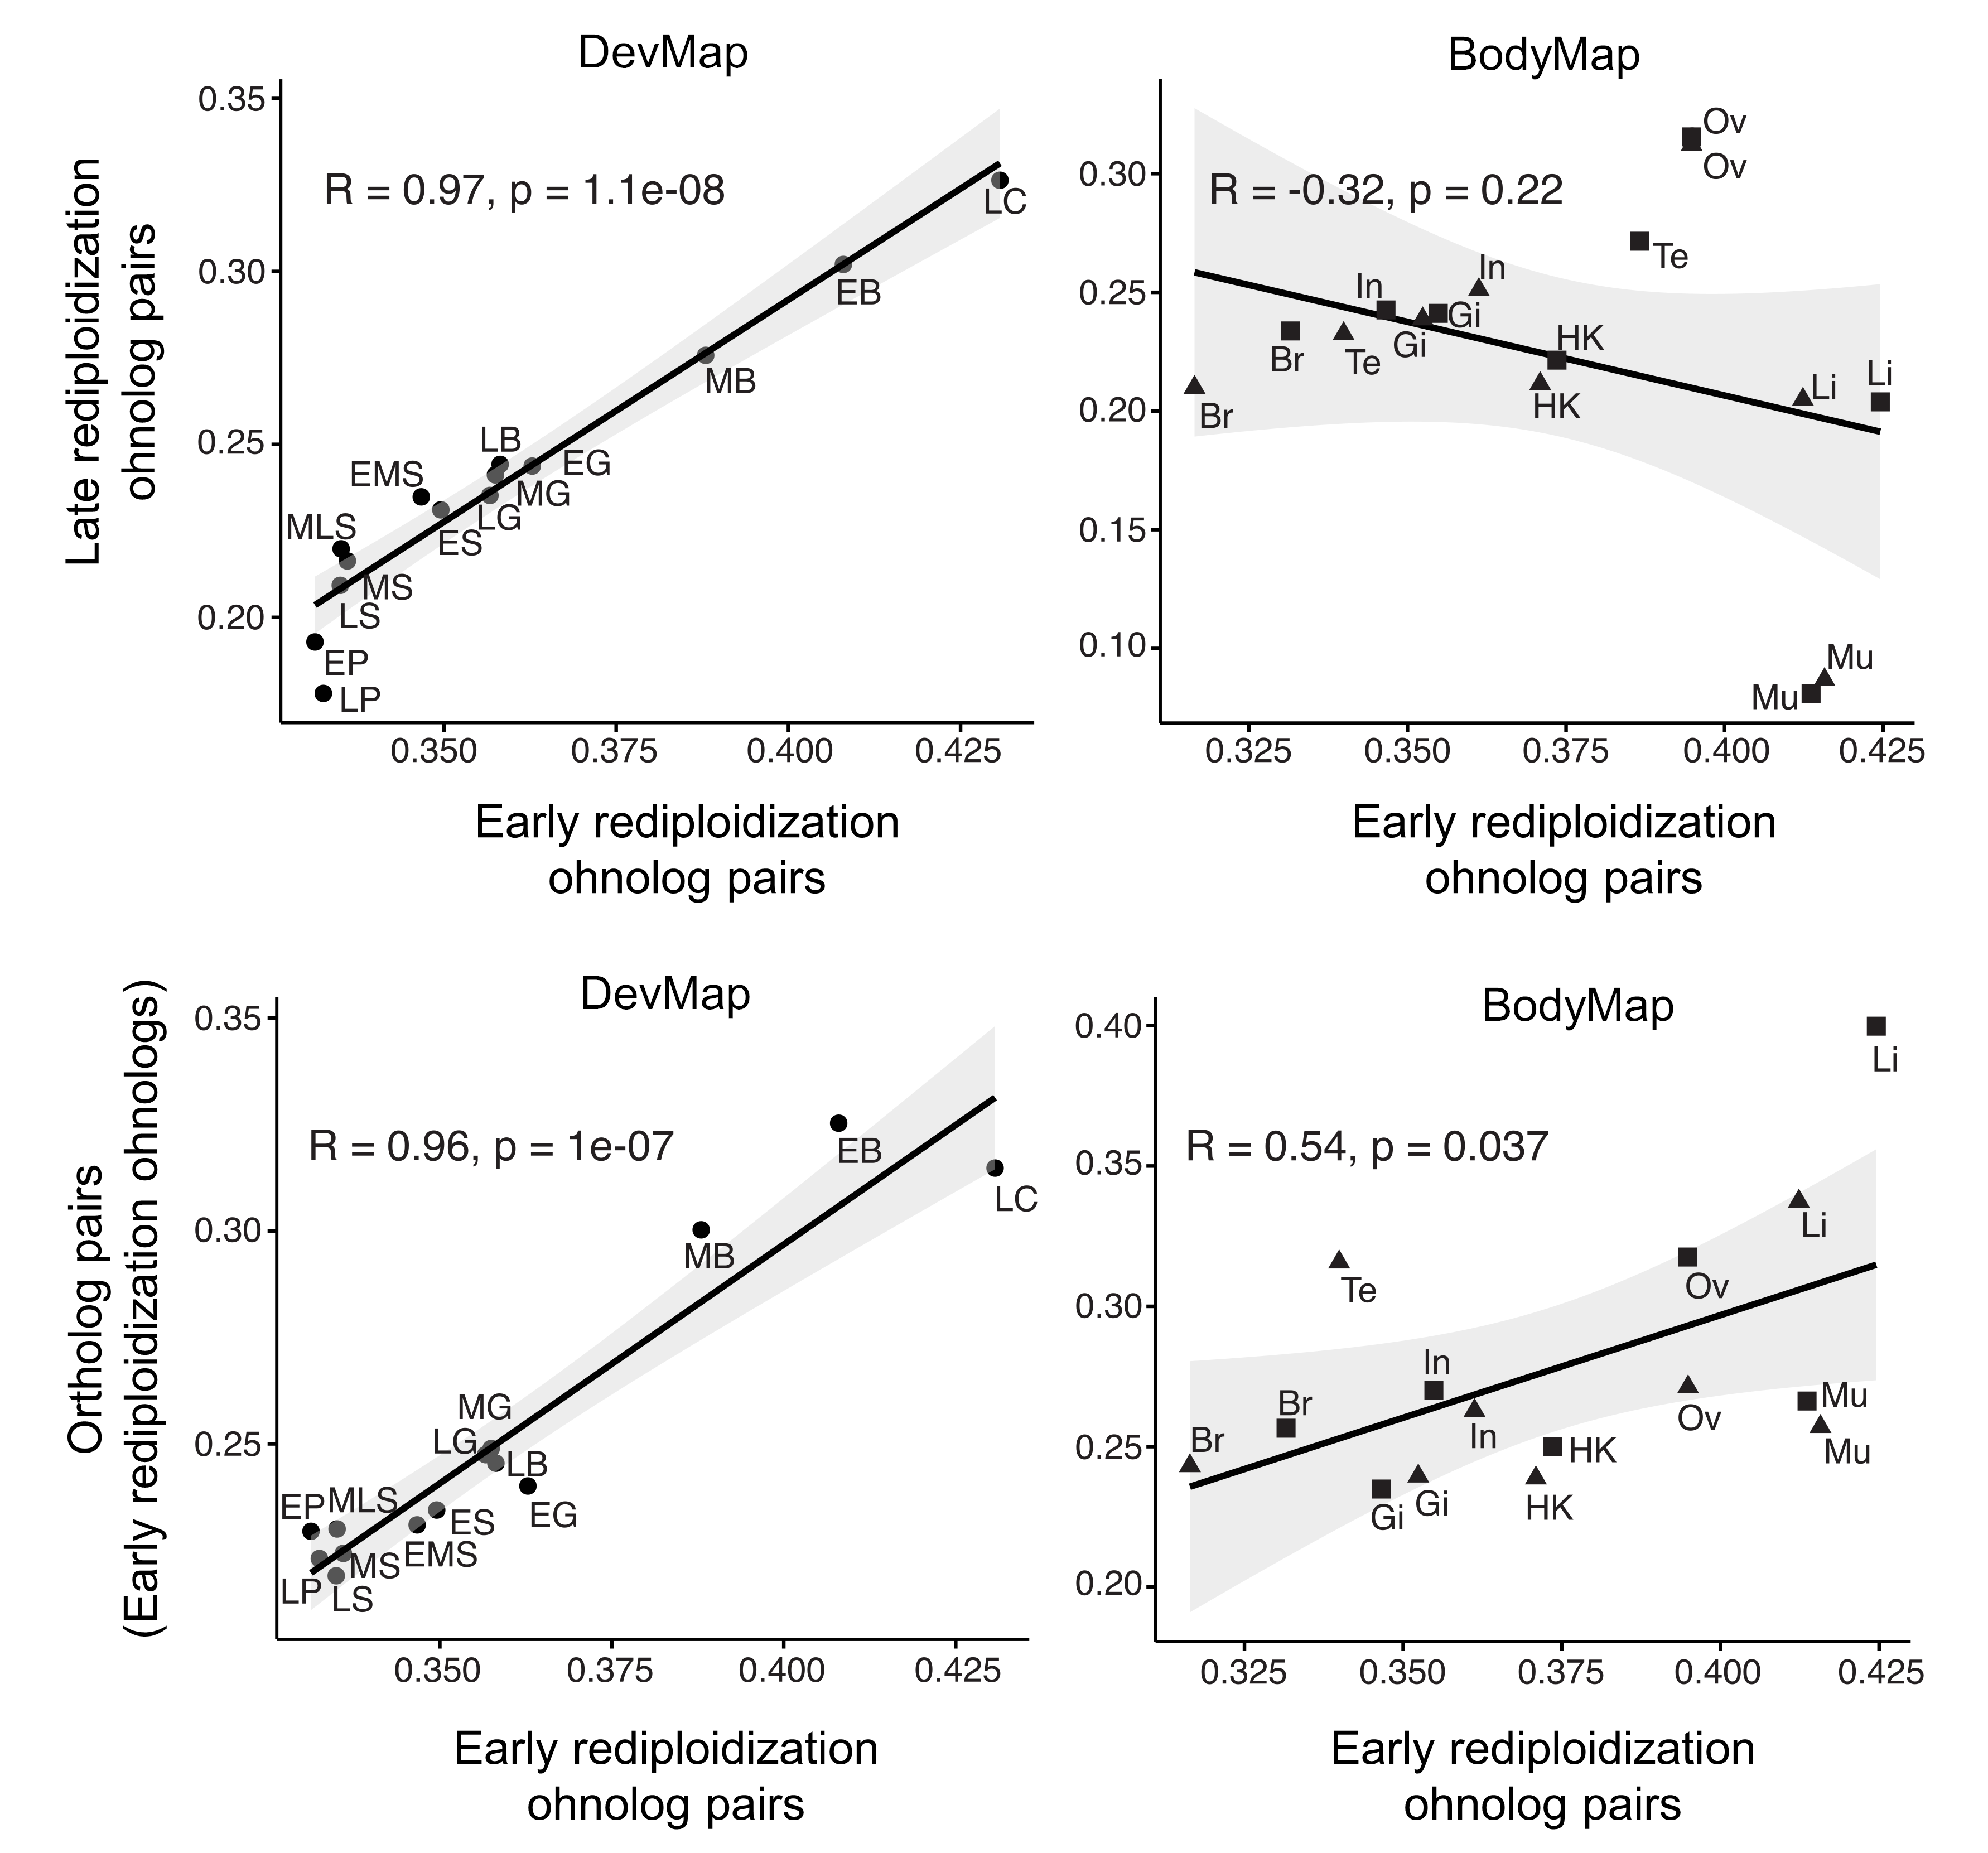 DevMap
0.35
0.30
0.25
0.20
R = 0.97, p = 1.1e-08
LC
EB
MB
LB
EG
EMS
MG
LG
ES
MLS
MS
LS
EP
LP
0.350
0.375
0.400
0.425
Late rediploidization
ohnolog pairs
Early rediploidization
ohnolog pairs
BodyMap
0.30
0.25
0.20
0.15
0.10
R = -0.32, p = 0.22
Ov
Ov
Te
In
In
Gi
Gi
Br
Te
HK
HK
Li
Li
Br
Mu
Mu
0.325
0.350
0.375
0.400
0.425
Early rediploidization
ohnolog pairs
DevMap
0.35
0.30
0.25
R = 0.96, p = 1e-07
EB
LC
MB
MG
LG
LB
EG
EP
MLS
ES
EMS
MS
LP
LS
0.350
0.375
0.400
0.425
Ortholog pairs
(Early rediploidization ohnologs)
Early rediploidization
ohnolog pairs
BodyMap
0.40
0.35
0.30
0.25
0.20
R = 0.54, p = 0.037
Li
Li
Te
Ov
In
Br
Mu
Ov
Br
In
HK
Mu
Gi
Gi
HK
0.325
0.350
0.375
0.400
0.425
Early rediploidization
ohnolog pairs